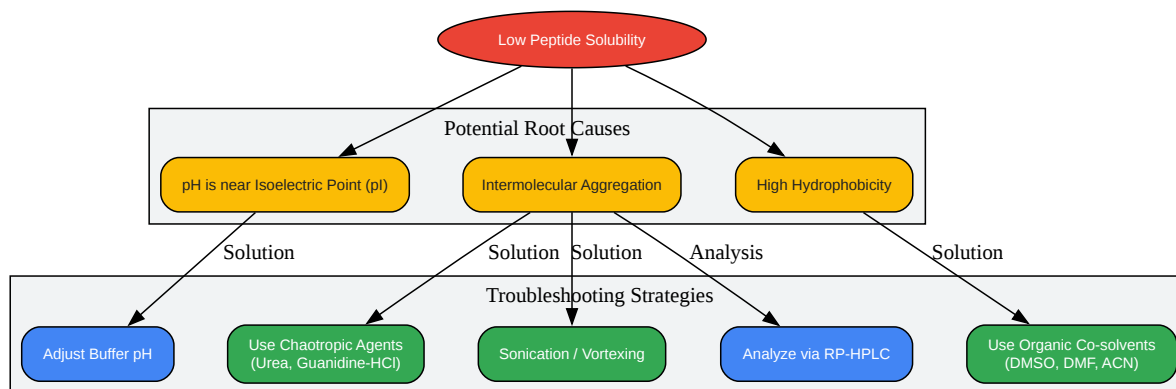 Low Peptide Solubility
Potential Root Causes
pH is near Isoelectric Point (pI)
Intermolecular Aggregation
High Hydrophobicity
Solution
Solution
Solution
Analysis
Solution
Troubleshooting Strategies
Adjust Buffer pH
Use Chaotropic Agents
(Urea, Guanidine-HCl)
Sonication / Vortexing
Analyze via RP-HPLC
Use Organic Co-solvents
(DMSO, DMF, ACN)